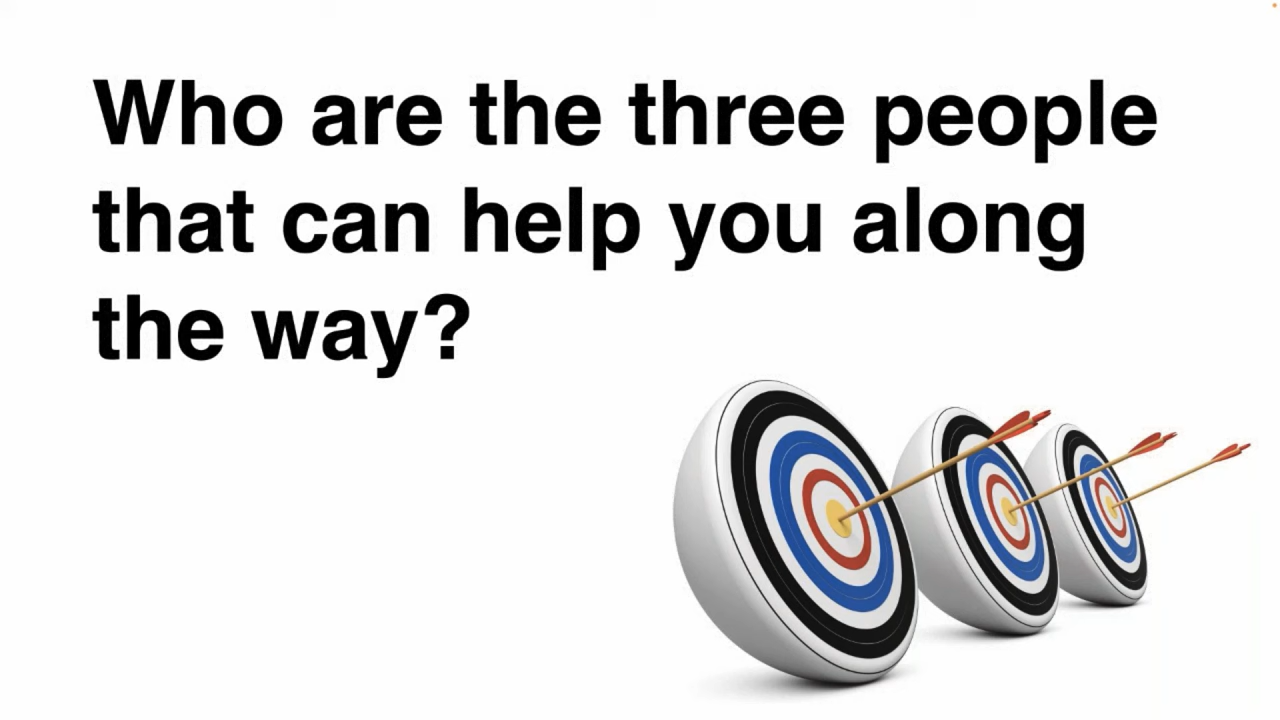 Who are the three people
that can help you along
the way?